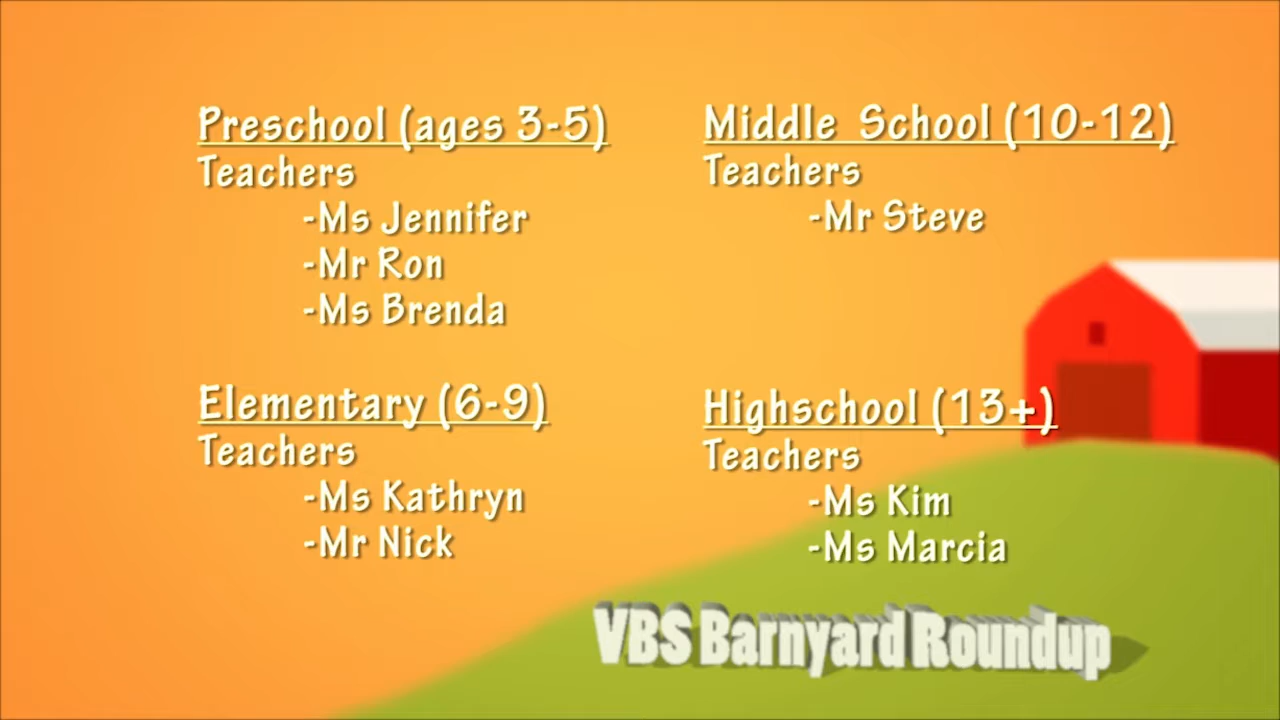 Preschool (ages 3-5)
Teachers
-Ms Jennifer
-Mr Ron
-Ms Brenda
Elementary (6-9)
Teachers
-Ms Kathryn
-Mr Nick
Middle School (10-12)
Teachers
-Mr Steve
Highschool (13+)
Teachers
-Ms Kim
-Ms Marcia
VBS Barnyard Roundup